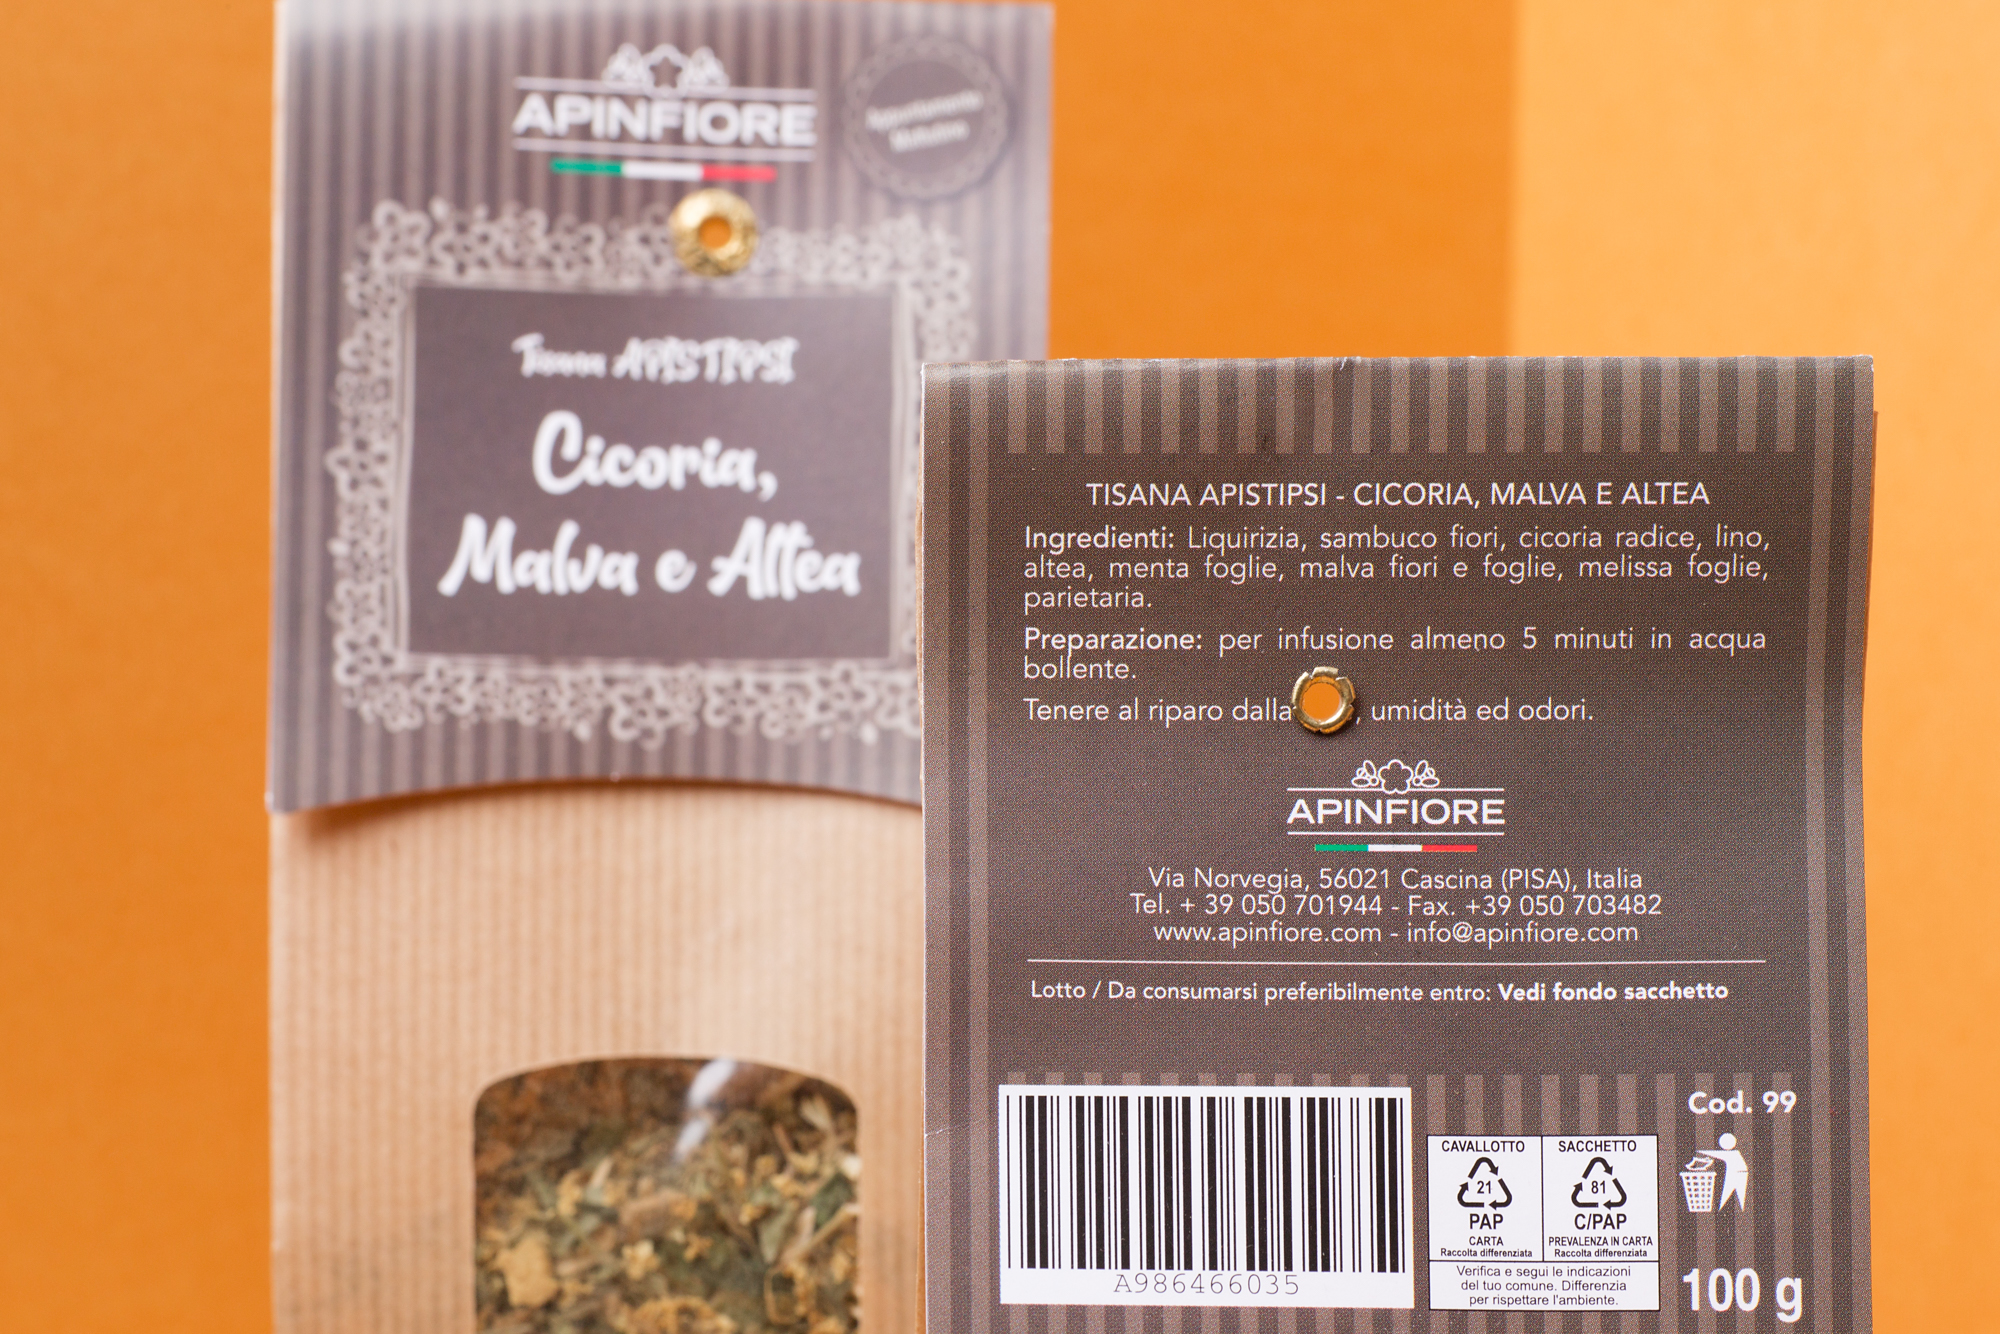 APINFIORE
Appuntamento
Mattutino
Tisana APISTIPSI
Cicoria,
Malva e Altea
TISANA APISTIPSI - CICORIA, MALVA E ALTEA
Ingredienti: Liquirizia, sambuco fiori, cicoria radice, lino,
altea, menta foglie, malva fiori e foglie, melissa foglie,
parietaria.
Preparazione: per infusione almeno 5 minuti in acqua
bollente.
Tenere al riparo dalla , umidità ed odori.
APINFIORE
Via Norvegia, 56021 Cascina (PISA), Italia
Tel. + 39 050 701944 - Fax. +39 050 703482
www.apinfiore.com - info@apinfiore.com
Lotto / Da consumarsi preferibilmente entro: Vedi fondo sacchetto
Cod. 99
A986466035
CAVALLOTTO
21
PAP
CARTA
Raccolta differenziata
SACCHETTO
81
C/PAP
PREVALENZA IN CARTA
Raccolta differenziata
Verifica e segui le indicazioni
del tuo comune. Differenzia
per rispettare l'ambiente.
100 g